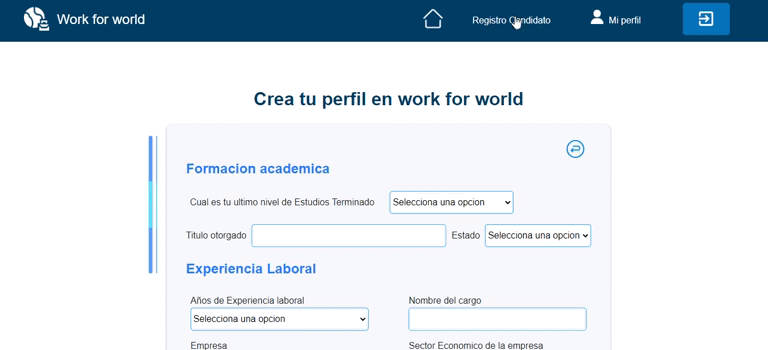 Work for world
Registro Candidato
Mi perfil
Crea tu perfil en work for world
Formacion academica
Cual es tu ultimo nivel de Estudios Terminado
Selecciona una opcion
Titulo otorgado
Estado
Selecciona una opcion
Experiencia Laboral
Años de Experiencia laboral
Nombre del cargo
Selecciona una opcion
Empresa
Sector Economico de la empresa